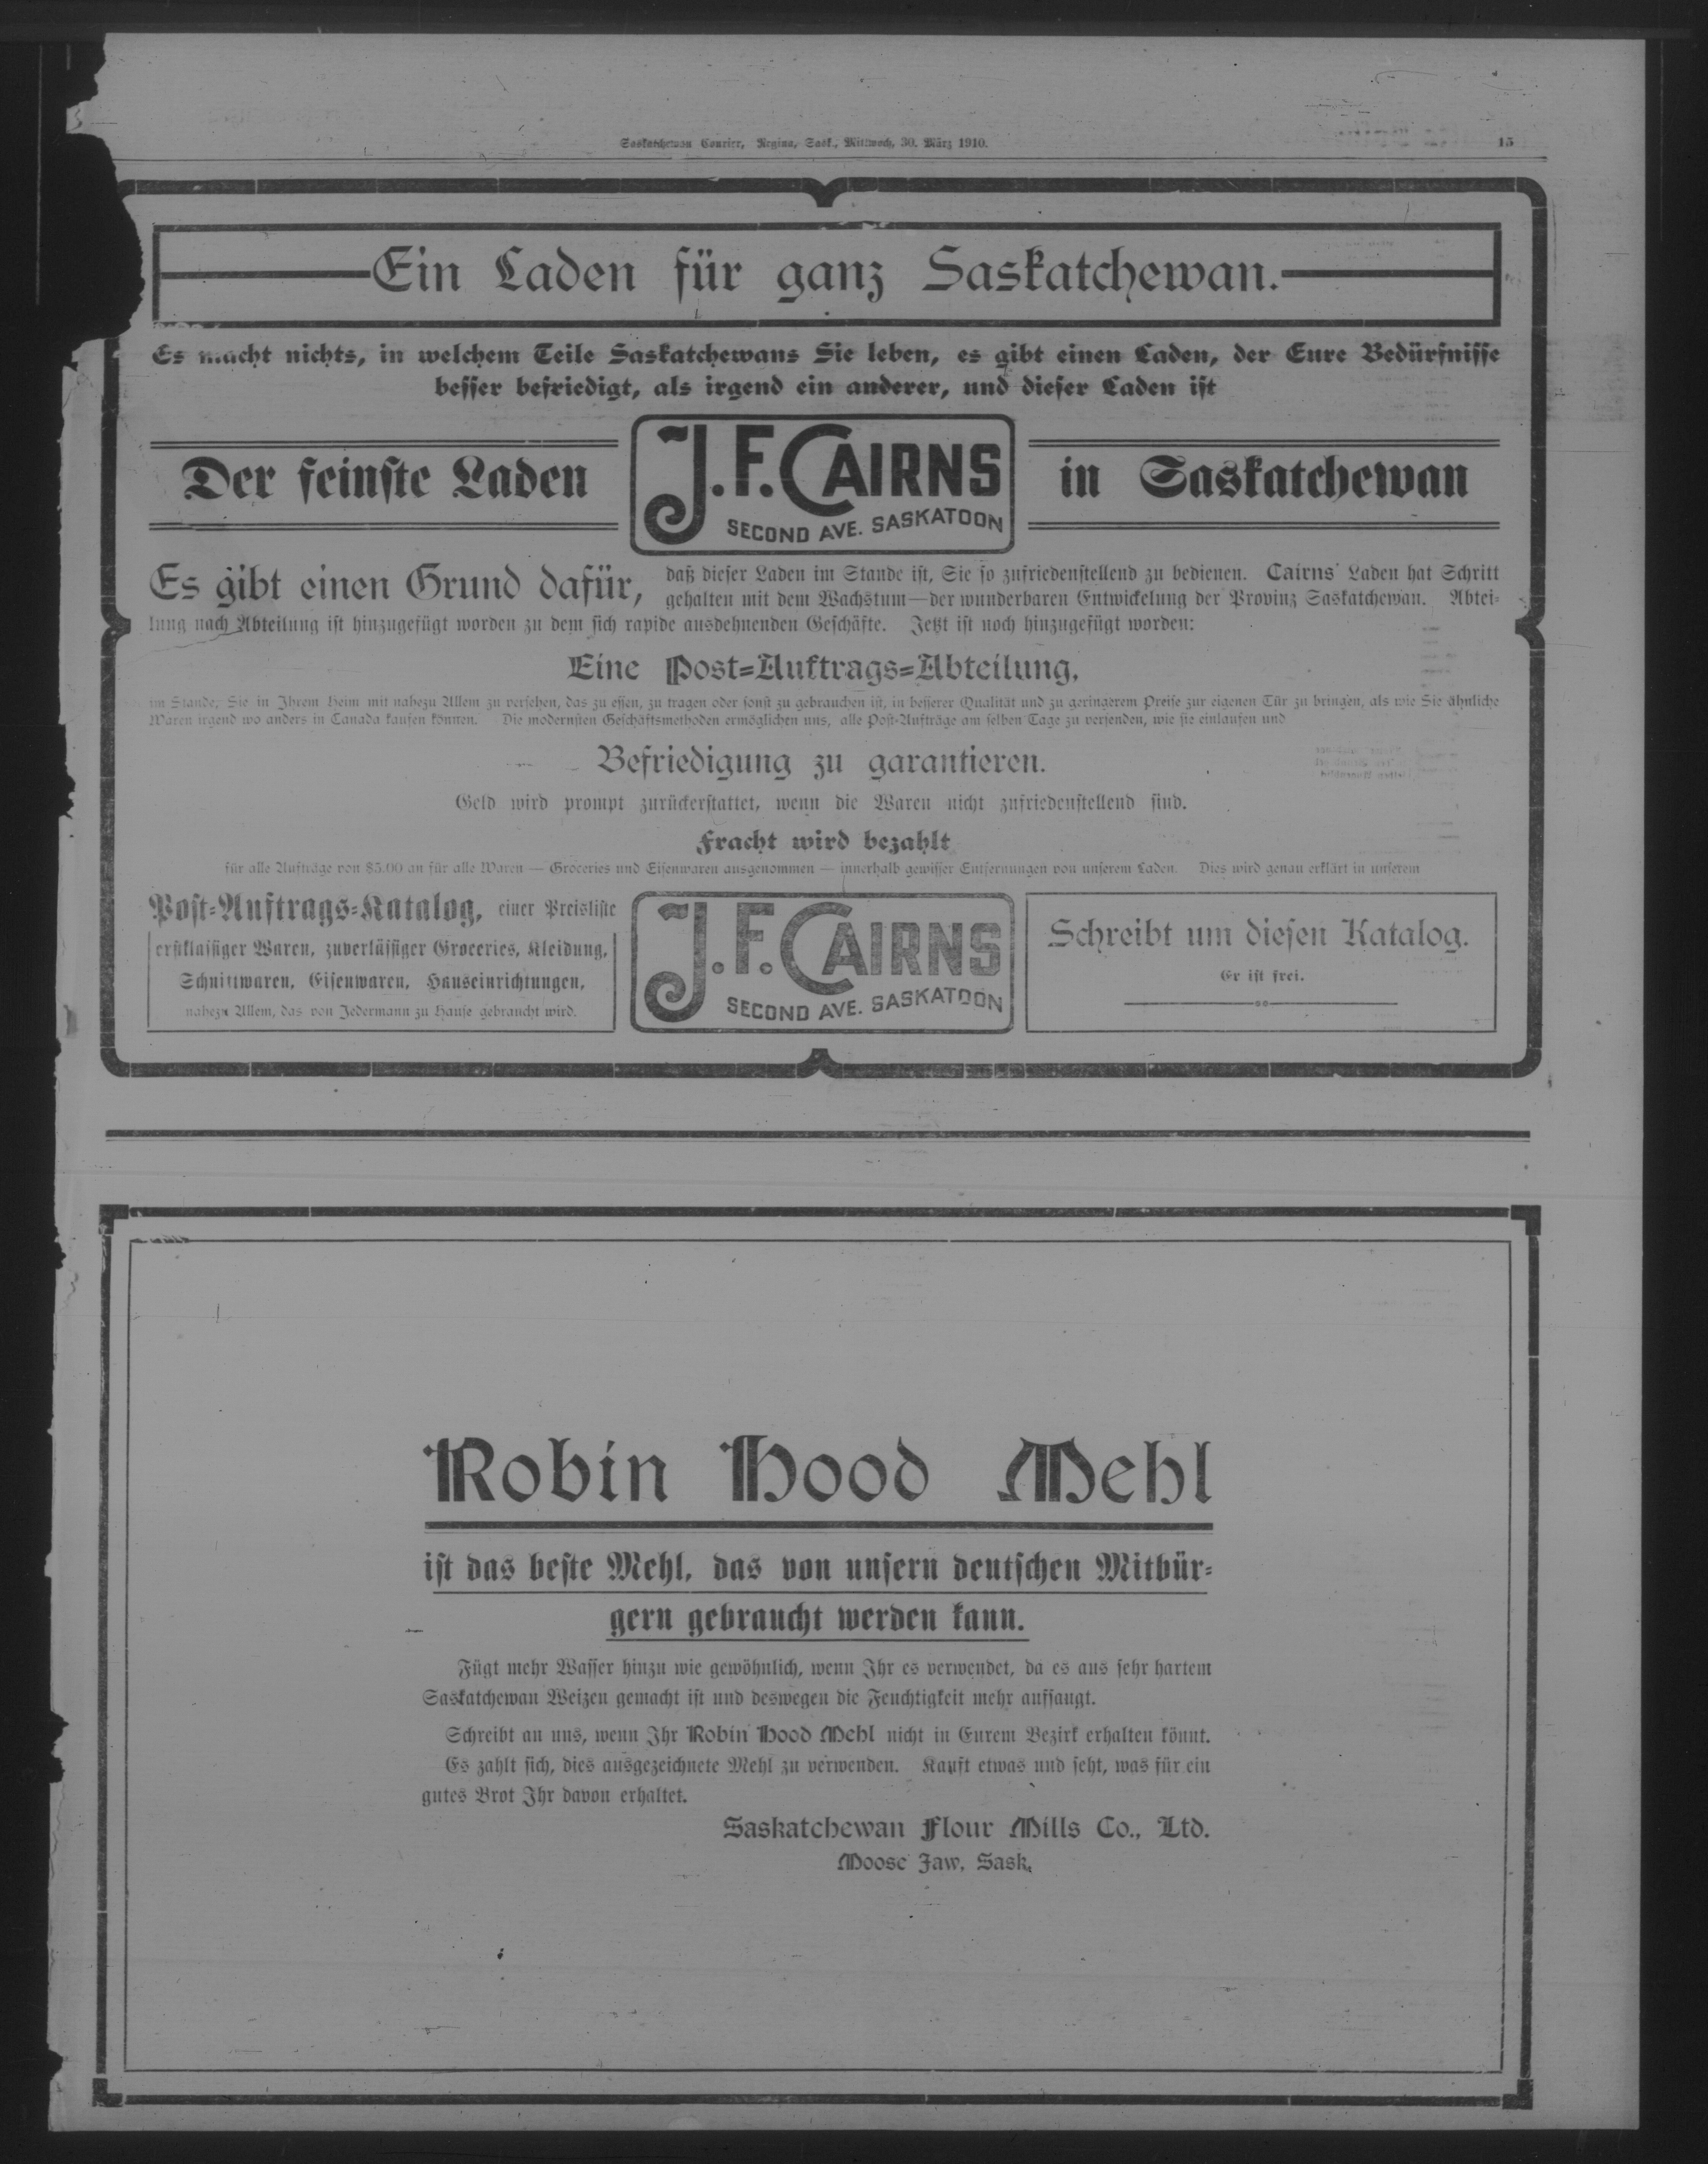 Saskatchewan Courier, Regina, Sask., Mittwoch, 30. März 1910.
15
Ein Laden für ganz Saskatchewan.
Es macht nichts, in welchem Teile Saskatchewans Sie leben, es gibt einen Laden, der Eure Bedürfnisse
besser befriedigt, als irgend ein anderer, und dieser Laden ist
Der feinste Laden
J.F. CAIRNS
SECOND AVE. SASKATOON
in Saskatchewan
Es gibt einen Grund dafür,
daß dieser Laden im Stande ist, Sie so zufriedenstellend zu bedienen. Cairns' Laden hat Schritt
gehalten mit dem Wachstum—der wunderbaren Entwickelung der Provinz Saskatchewan. Abtei-
lung nach Abteilung ist hinzugefügt worden zu dem sich rapide ausdehnenden Geschäfte. Jetzt ist noch hinzugefügt worden:
Eine Post-Auftrags-Abteilung,
im Stande, Sie in Ihrem Heim mit nahezu Allem zu versehen, das zu essen, zu tragen oder sonst zu gebrauchen ist, in besserer Qualität und zu geringerem Preise zur eigenen Tür zu bringen, als wie Sie ähnliche
Waren irgend wo anders in Canada kaufen können. Die modernsten Geschäftsmethoden ermöglichen uns, alle Post-Aufträge am selben Tage zu versenden, wie sie einlaufen und
Befriedigung zu garantieren.
Geld wird prompt zurückerstattet, wenn die Waren nicht zufriedenstellend sind.
Fracht wird bezahlt
für alle Aufträge von $5.00 an für alle Waren — Groceries und Eisenwaren ausgenommen — innerhalb gewisser Entfernungen von unserem Laden. Dies wird genau erklärt in unserem
Post-Auftrags-Katalog, einer Preisliste
erstklassiger Waren, zuverlässiger Groceries, Kleidung,
Schnittwaren, Eisenwaren, Hauseinrichtungen,
nahezu Allem, das von Jedermann zu Hause gebraucht wird.
J.F. CAIRNS
SECOND AVE. SASKATOON
Schreibt um diesen Katalog.
Er ist frei.
Robin Hood Mehl
ist das beste Mehl, das von unsern deutschen Mitbür-
gern gebraucht werden kann.
Fügt mehr Wasser hinzu wie gewöhnlich, wenn Ihr es verwendet, da es aus sehr hartem
Saskatchewan Weizen gemacht ist und deswegen die Feuchtigkeit mehr aufsaugt.
Schreibt an uns, wenn Ihr Robin Hood Mehl nicht in Eurem Bezirk erhalten könnt.
Es zahlt sich, dies ausgezeichnete Mehl zu verwenden. Kauft etwas und seht, was für ein
gutes Brot Ihr davon erhaltet.
Saskatchewan Flour Mills Co., Ltd.
Moose Jaw, Sask.